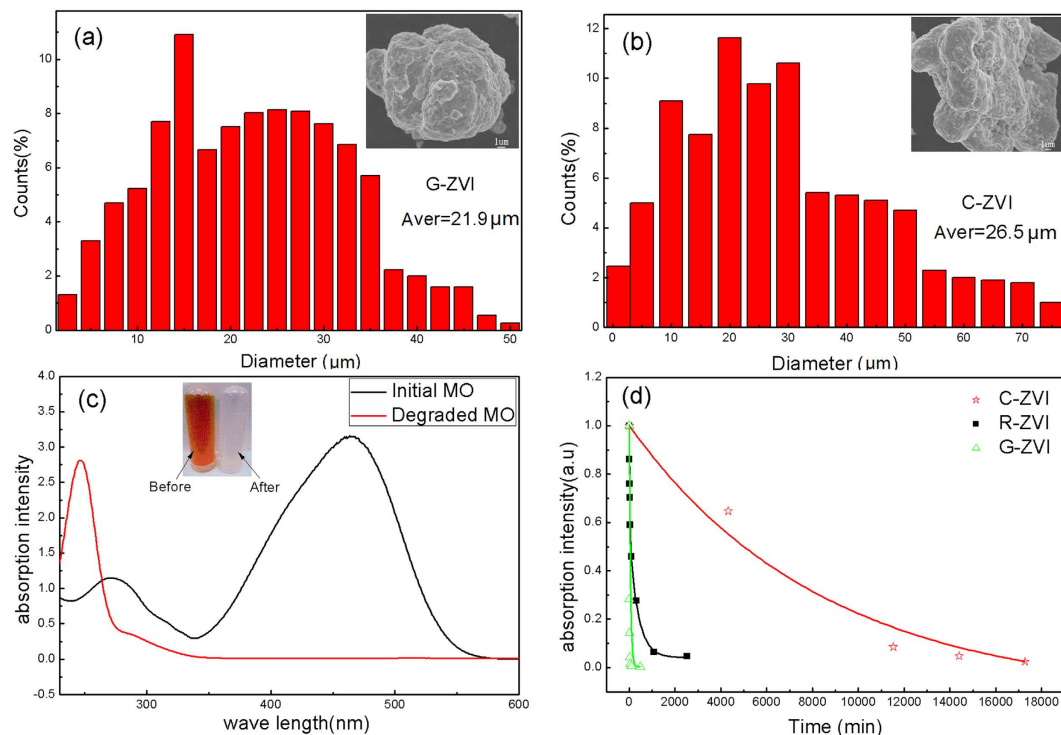 (a)
Counts(%)
10
8
6
4
2
0
10
20
30
40
50
Diameter (μm)
G-ZVI
Aver=21.9μm
1um
(b)
Counts(%)
12
10
8
6
4
2
0
0
10
20
30
40
50
60
70
Diameter (μm)
C-ZVI
Aver=26.5μm
1um
(c)
absorption intensity
4.0
3.5
3.0
2.5
2.0
1.5
1.0
0.5
0.0
-0.5
300
400
500
600
wave length(nm)
Initial MO
Degraded MO
Before
After
(d)
absorption intensity(a.u)
1.2
1.0
0.8
0.6
0.4
0.2
0.0
0
2000
4000
6000
8000
10000
12000
14000
16000
18000
Time (min)
C-ZVI
R-ZVI
G-ZVI